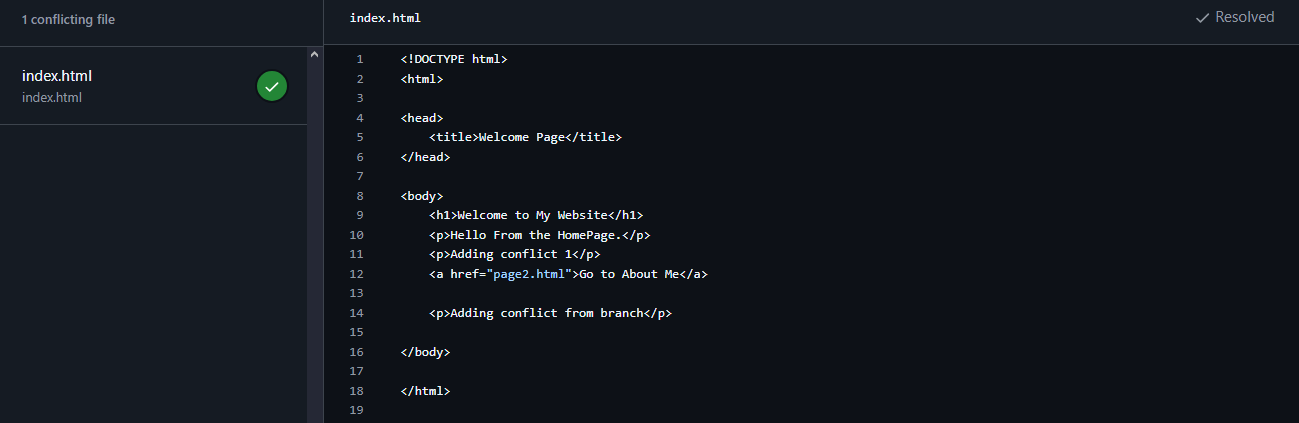 1 conflicting file
index.html
index.html
index.html
Resolved
1 <!DOCTYPE html>
2 <html>
3
4 <head>
5     <title>Welcome Page</title>
6 </head>
7
8 <body>
9     <h1>Welcome to My Website</h1>
10     <p>Hello From the HomePage.</p>
11     <p>Adding conflict 1</p>
12     <a href="page2.html">Go to About Me</a>
13
14     <p>Adding conflict from branch</p>
15
16 </body>
17
18 </html>
19